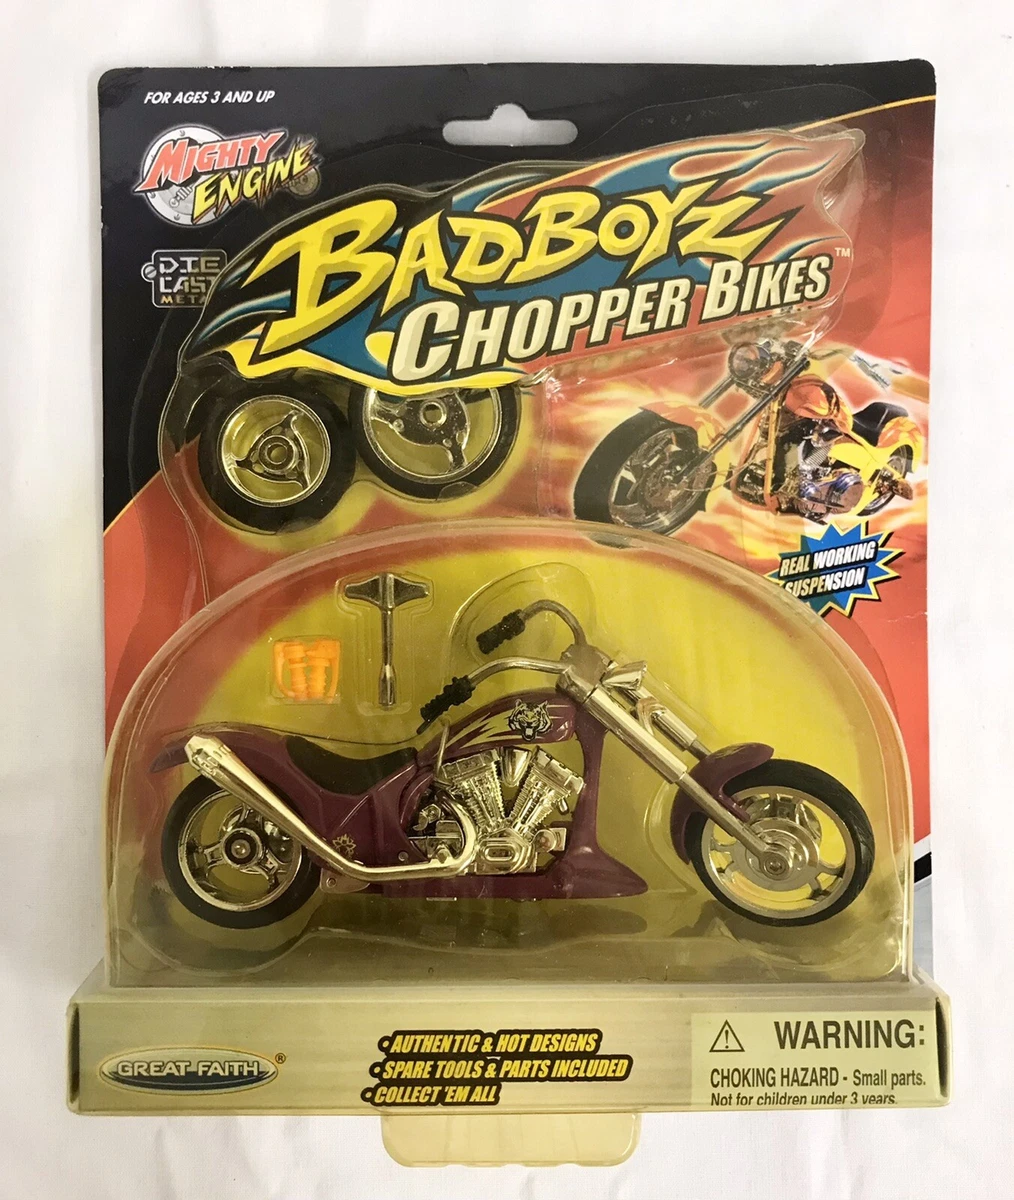 FOR AGES 3 AND UP
MIGHTY
ENGINE
DIE
CAST
METAL
BADBOYZ
CHOPPER BIKES™
REAL WORKING
SUSPENSION
GREAT FAITH®
• AUTHENTIC & HOT DESIGNS
• SPARE TOOLS & PARTS INCLUDED
• COLLECT 'EM ALL
WARNING:
CHOKING HAZARD - Small parts.
Not for children under 3 years.